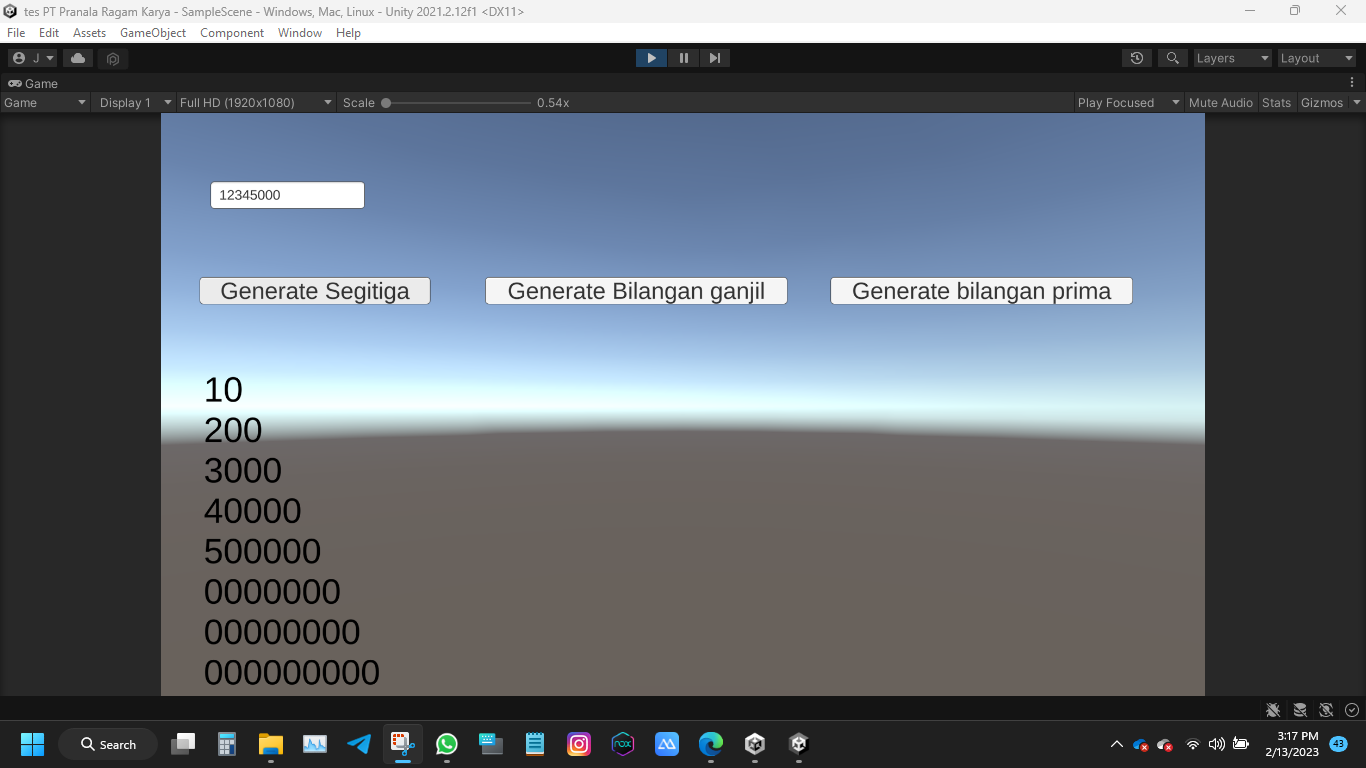 tes PT Pranala Ragam Karya - SampleScene - Windows, Mac, Linux - Unity 2021.2.12f1 <DX11>
File Edit Assets GameObject Component Window Help
J Layers Layout
Game
Game Display 1 Full HD (1920x1080) Scale 0.54x Play Focused Mute Audio Stats Gizmos
12345000
Generate Segitiga Generate Bilangan ganjil Generate bilangan prima
10
200
3000
40000
500000
0000000
00000000
000000000
Search nox 3:17 PM
2/13/2023 43